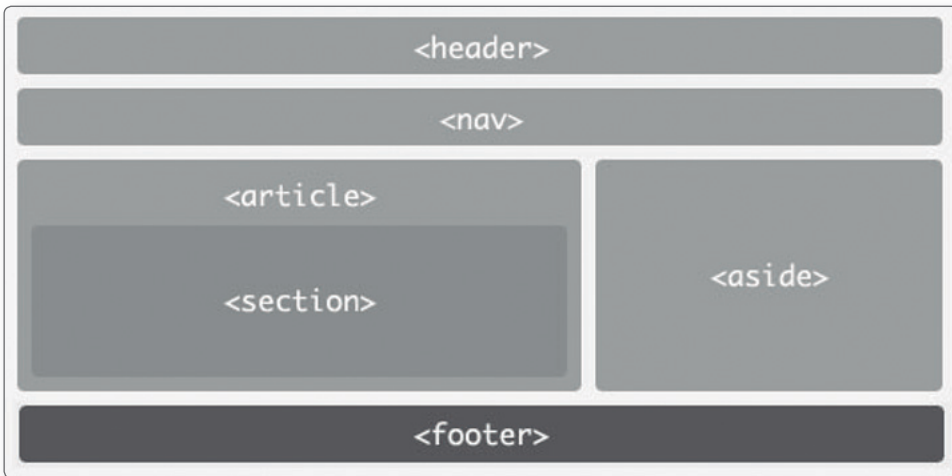 <header>
<nav>
<article>
<section>
<aside>
<footer>